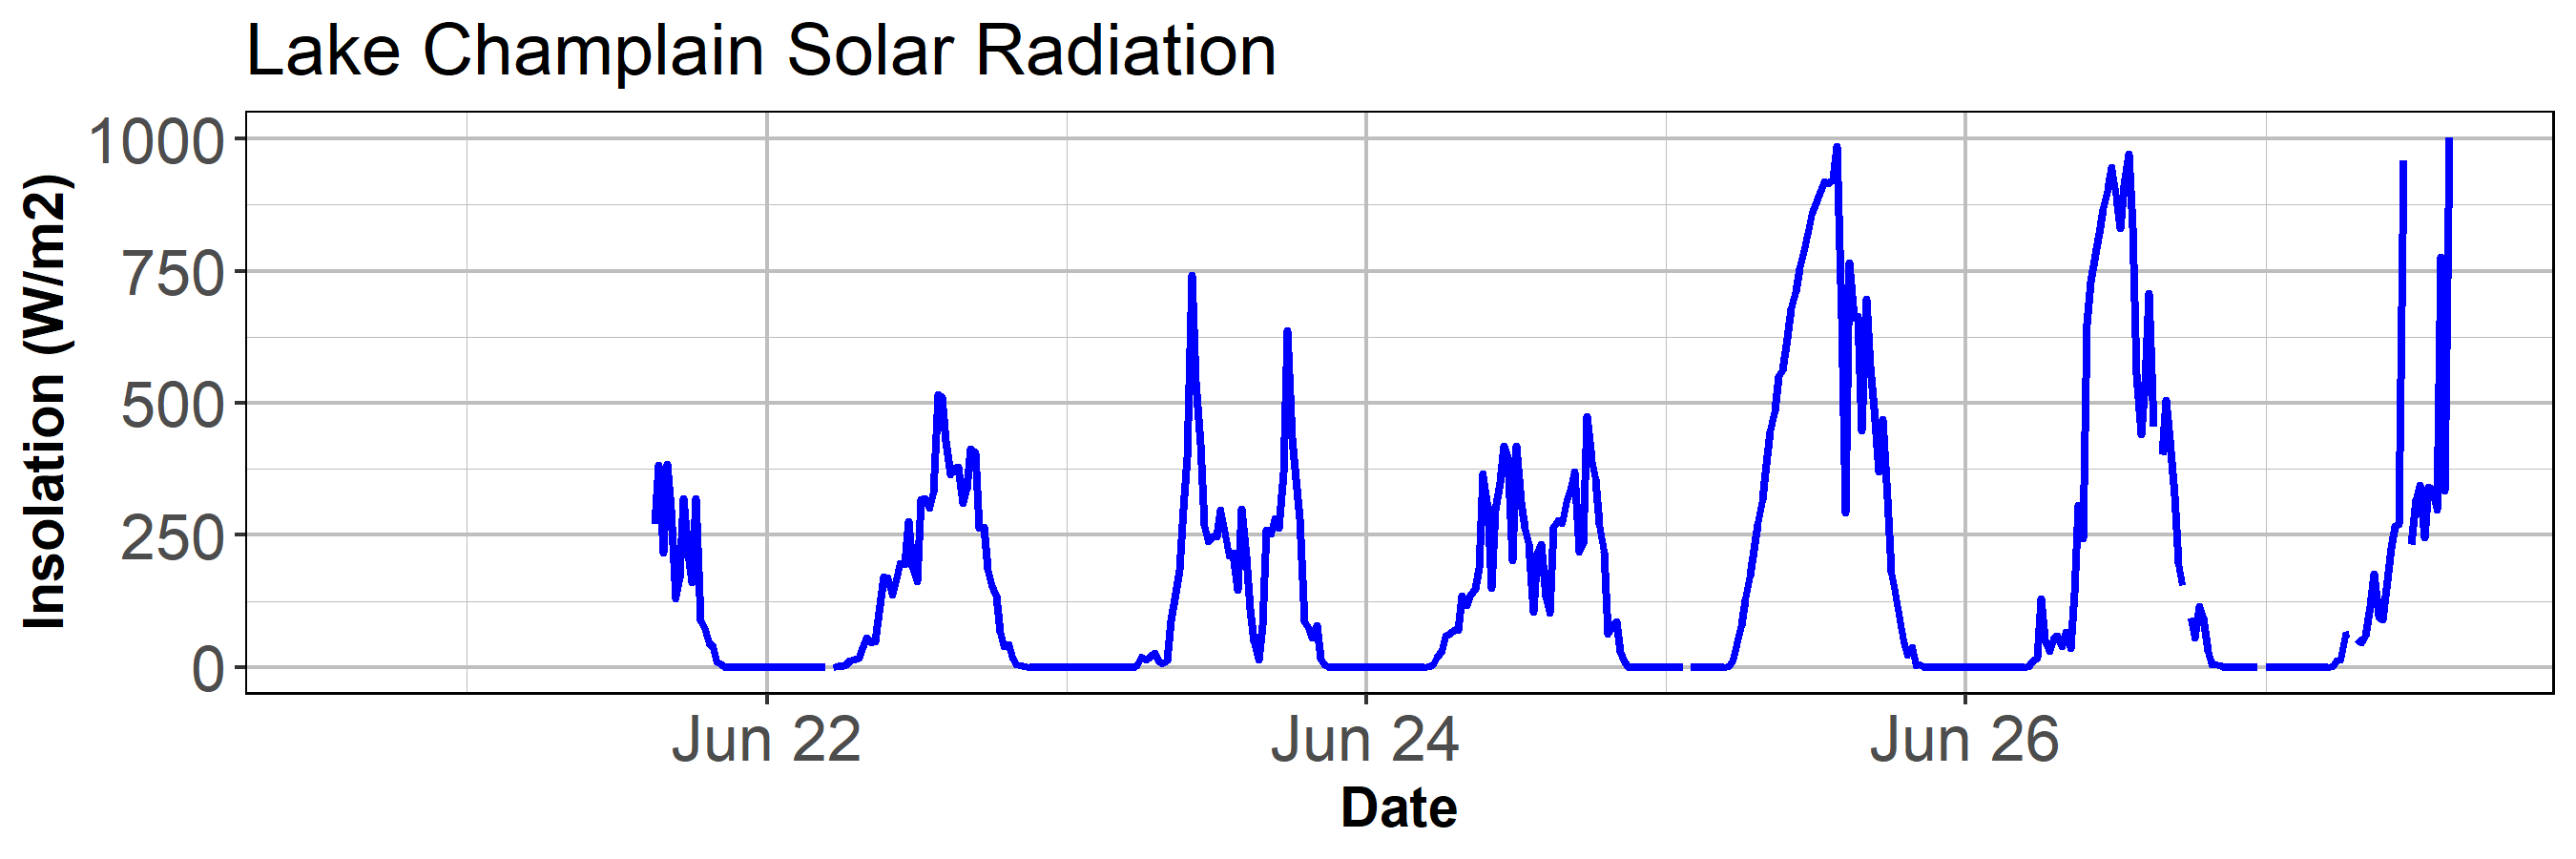 Lake Champlain Solar Radiation
Insolation (W/m2)
1000
750
500
250
0
Jun 22 Jun 24 Jun 26
Date